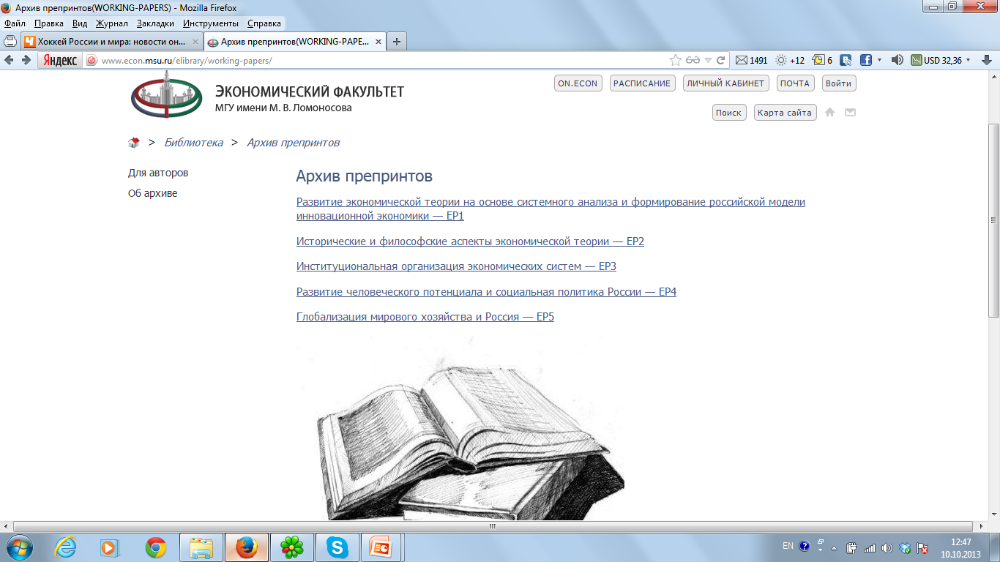 Архив препринтов(WORKING-PAPERS) - Mozilla Firefox
Файл Правка Вид Журнал Закладки Инструменты Справка
Хоккей России и мира: новости он... Архив препринтов(WORKING-PAPE...
Яндекс www.econ.msu.ru/elibrary/working-papers/ 1491 +12 6 USD 32,36
ON.ECON РАСПИСАНИЕ ЛИЧНЫЙ КАБИНЕТ ПОЧТА Войти
ЭКОНОМИЧЕСКИЙ ФАКУЛЬТЕТ
МГУ имени М. В. Ломоносова
Поиск Карта сайта
> Библиотека > Архив препринтов
Для авторов
Об архиве
Архив препринтов
Развитие экономической теории на основе системного анализа и формирование российской модели
инновационной экономики — EP1
Исторические и философские аспекты экономической теории — EP2
Институциональная организация экономических систем — EP3
Развитие человеческого потенциала и социальная политика России — EP4
Глобализация мирового хозяйства и Россия — EP5
EN 12:47
10.10.2013